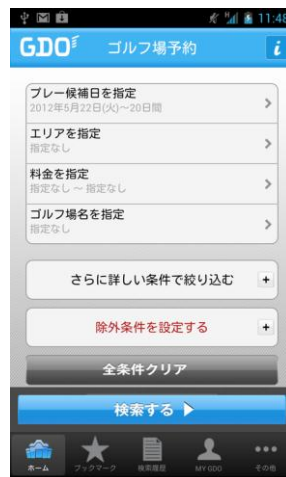 11:48
GDO ゴルフ場予約 i
プレー候補日を指定
2012年5月22日(火)～20日間
エリアを指定
指定なし
料金を指定
指定なし ～ 指定なし
ゴルフ場名を指定
指定なし
さらに詳しい条件で絞り込む +
除外条件を設定する +
全条件クリア
検索する ▶
ホーム ブックマーク 検索履歴 MY GDO その他